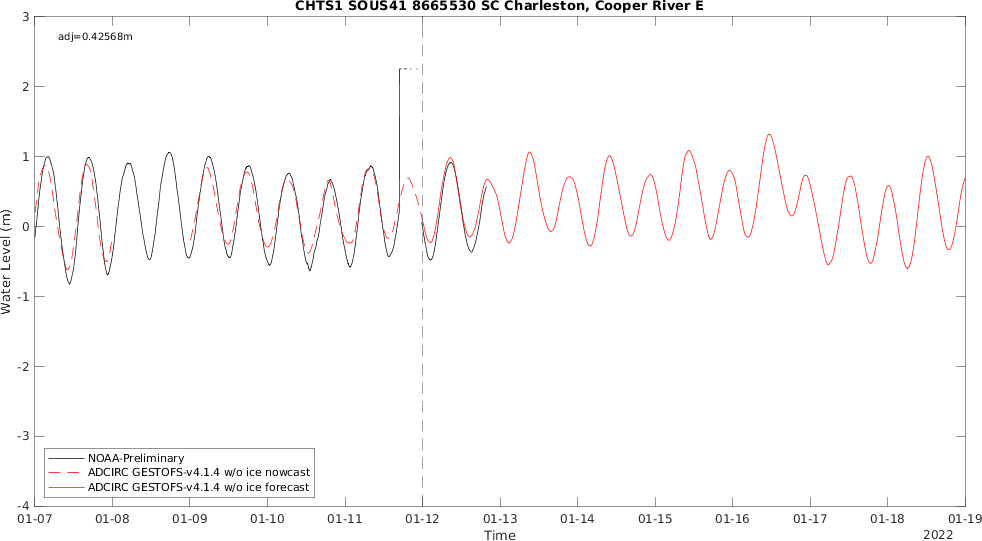 CHTS1 SOUS41 8665530 SC Charleston, Cooper River E
adj=0.42568m
3
2
1
0
-1
-2
-3
-4
Water Level (m)
NOAA-Preliminary
ADCIRC GESTOFS-v4.1.4 w/o ice nowcast
ADCIRC GESTOFS-v4.1.4 w/o ice forecast
01-07 01-08 01-09 01-10 01-11 01-12 01-13 01-14 01-15 01-16 01-17 01-18 01-19
Time
2022